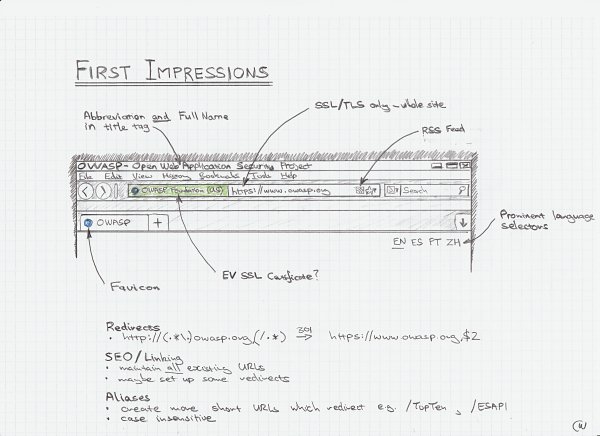 FIRST IMPRESSIONS
Abbreviation and Full Name
in title tag
SSL/TLS only - whole site
RSS Feed
OWASP - Open Web Application Security Project
File Edit View History Bookmarks Tools Help
OWASP Foundation (US) https://www.owasp.org
Search
OWASP +
Prominent language
selectors
EN ES PT ZH
Favicon
EV SSL Certificate?
Redirects
• http://(.*\.)owasp.org(/.*) 301 → https://www.owasp.org,$2
SEO/Linking
• maintain all existing URLs
• maybe set up some redirects
Aliases
• create more short URLs which redirect e.g. /TopTen, /ESAPI
• case insensitive